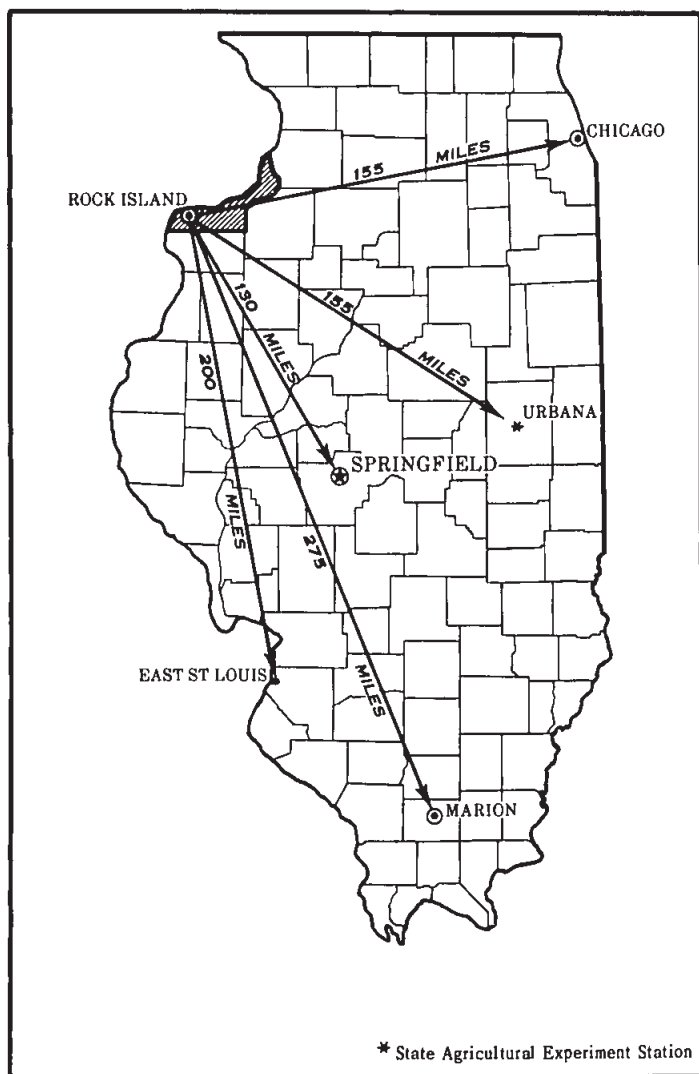 CHICAGO
155 MILES
ROCK ISLAND
130 MILES
155 MILES
200 MILES
URBANA
SPRINGFIELD
275 MILES
EAST ST LOUIS
MARION
* State Agricultural Experiment Station